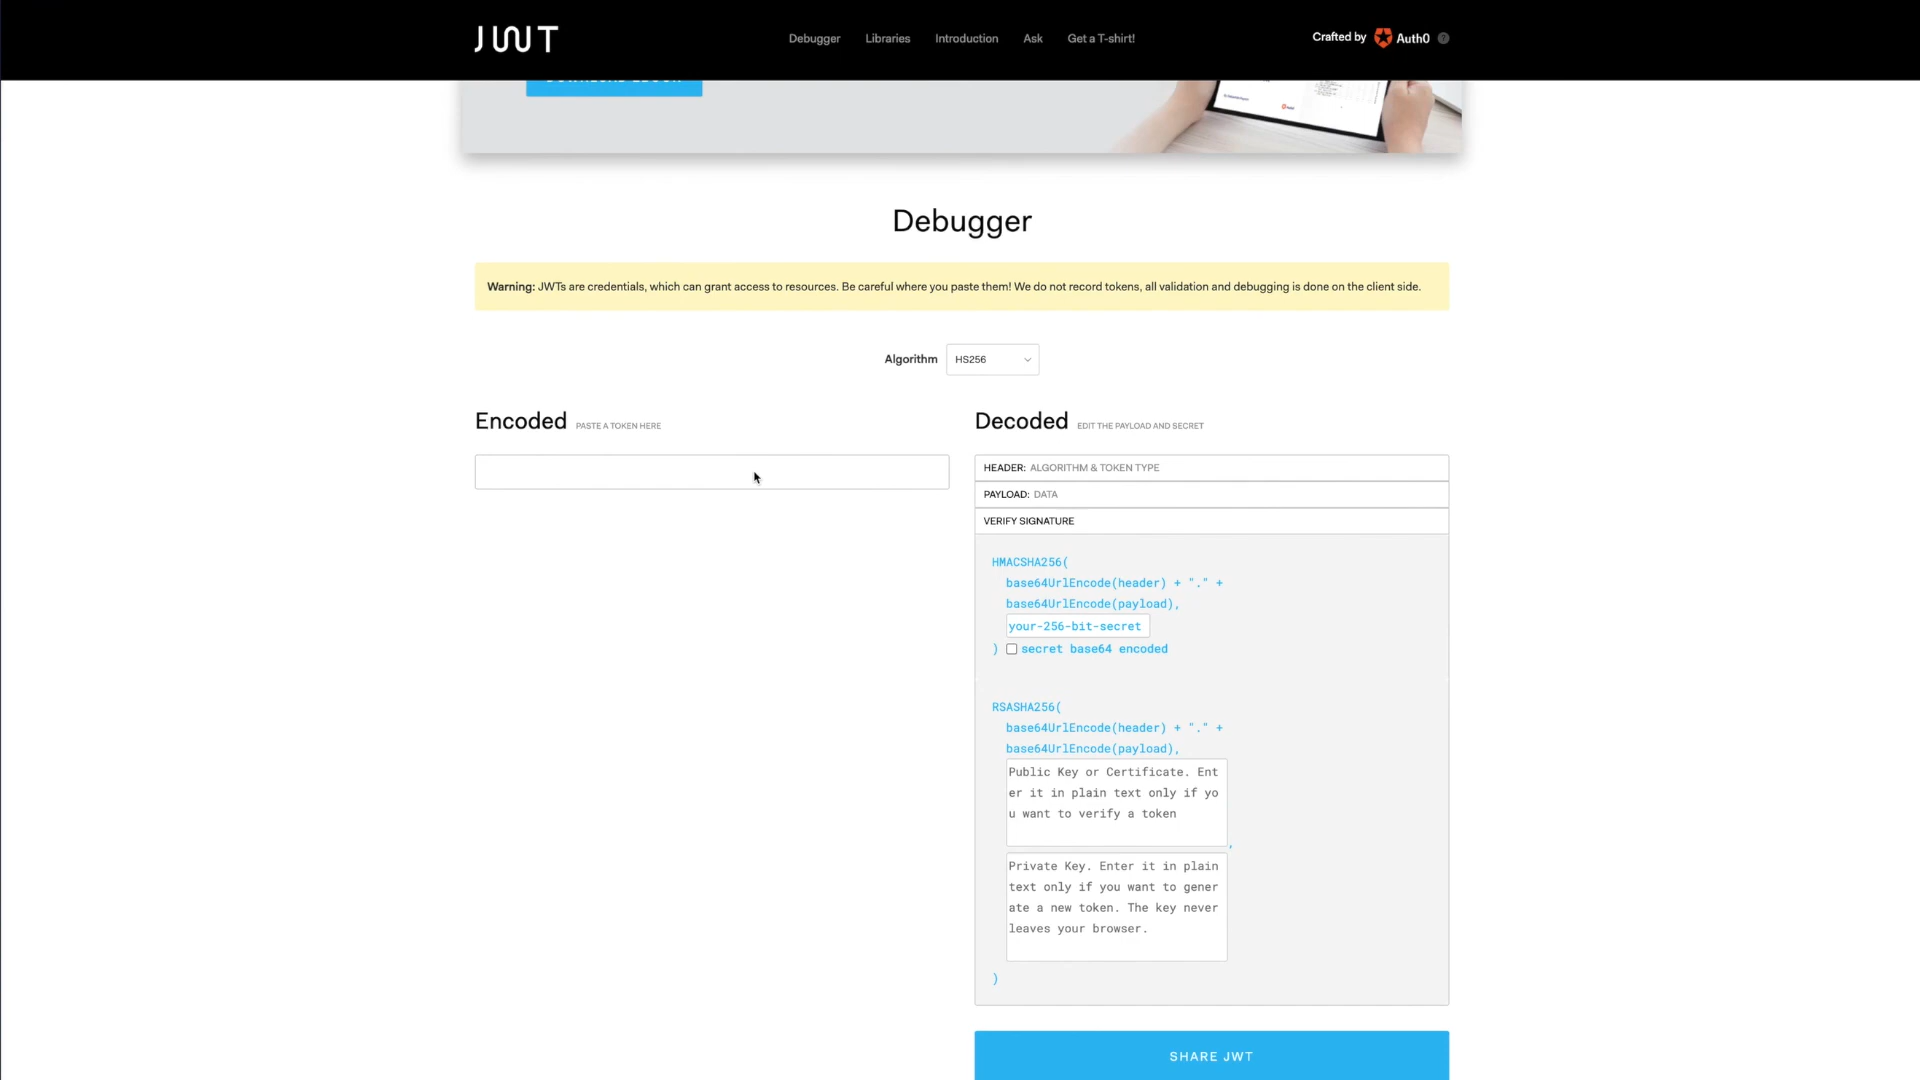 JWT
Debugger
Libraries
Introduction
Ask
Get a T-shirt!
Crafted by Auth0 ?
Debugger
Warning: JWTs are credentials, which can grant access to resources. Be careful where you paste them! We do not record tokens, all validation and debugging is done on the client side.
Algorithm HS256
Encoded PASTE A TOKEN HERE
Decoded EDIT THE PAYLOAD AND SECRET
HEADER: ALGORITHM & TOKEN TYPE
PAYLOAD: DATA
VERIFY SIGNATURE
HMACSHA256(
base64UrlEncode(header) + "." +
base64UrlEncode(payload),
your-256-bit-secret
) secret base64 encoded
RSASHA256(
base64UrlEncode(header) + "." +
base64UrlEncode(payload),
Public Key or Certificate. Ent
er it in plain text only if yo
u want to verify a token
,
Private Key. Enter it in plain
text only if you want to gener
ate a new token. The key never
leaves your browser.
)
SHARE JWT